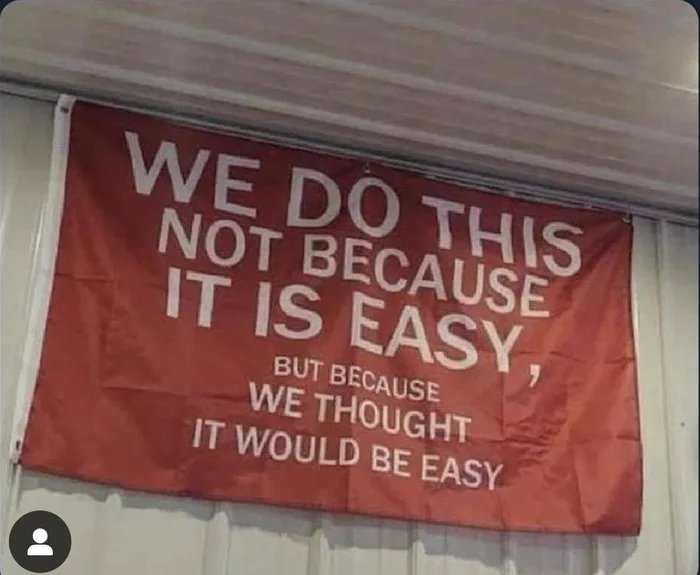 WE DO THIS
NOT BECAUSE
IT IS EASY,
BUT BECAUSE
WE THOUGHT
IT WOULD BE EASY